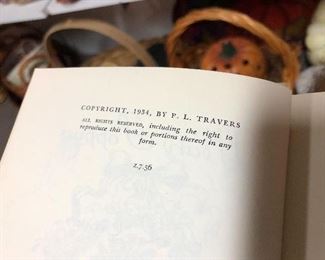 COPYRIGHT, 1934, BY P. L. TRAVERS
ALL RIGHTS RESERVED, including the right to
reproduce this book or portions thereof in any
form.
2.7.56